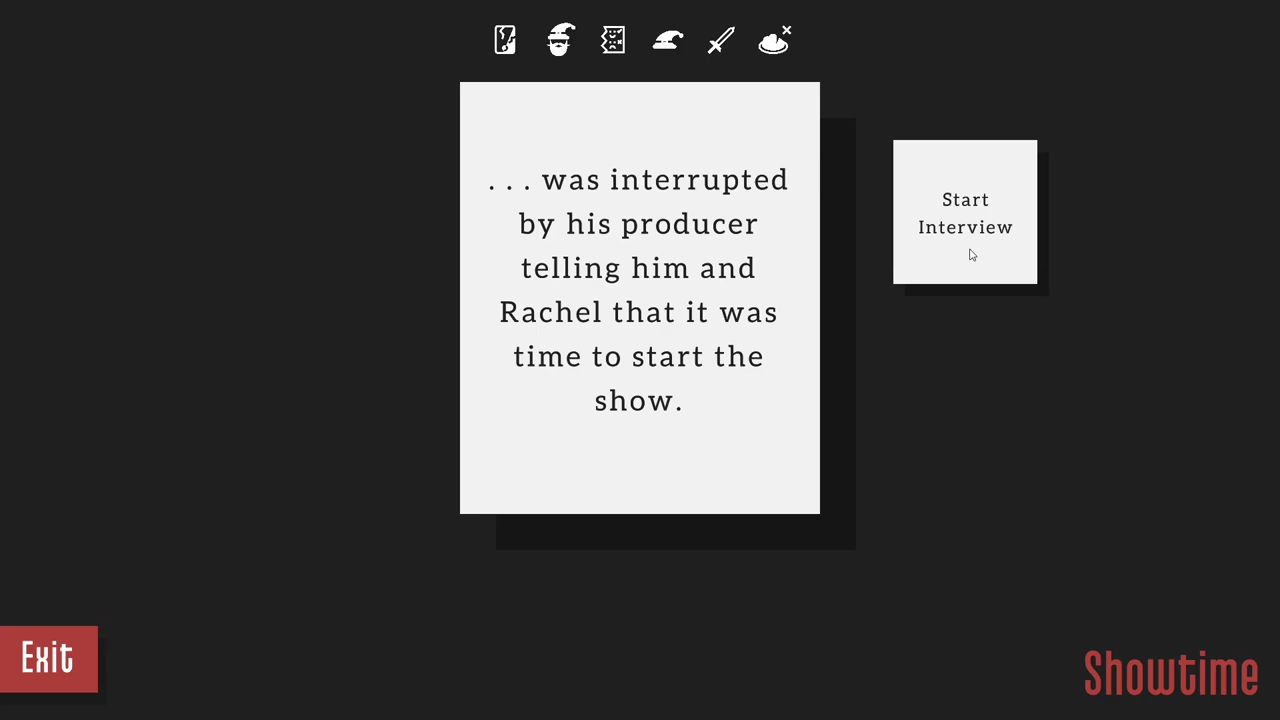 . . . was interrupted
by his producer
telling him and
Rachel that it was
time to start the
show.
Start
Interview
Exit
Showtime